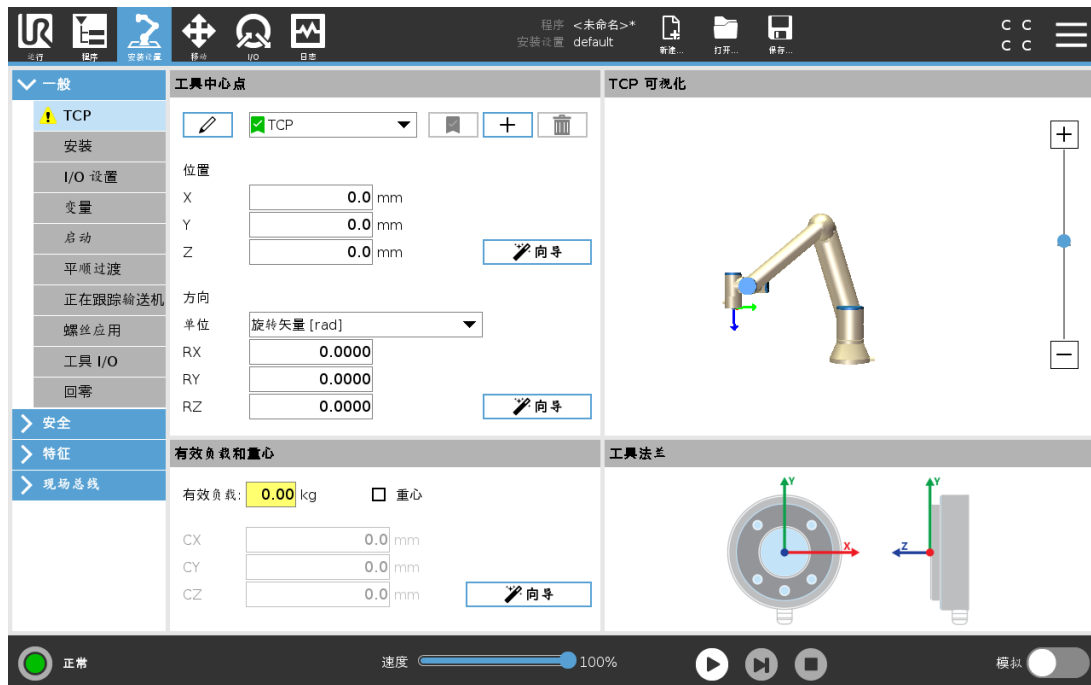 程序 <未命名>*
安装设置 default
C C
C C
运行
程序
安装设置
移动
I/O
日志
新建...
打开...
保存...
一般
TCP
安装
I/O 设置
变量
启动
平顺过渡
正在跟踪输送机
螺丝应用
工具 I/O
回零
安全
特征
现场总线
工具中心点
TCP
位置
X 0.0 mm
Y 0.0 mm
Z 0.0 mm
向导
方向
单位 旋转矢量 [rad]
RX 0.0000
RY 0.0000
RZ 0.0000
向导
TCP 可视化
有效负载和重心
有效负载: 0.00 kg 重心
CX 0.0 mm
CY 0.0 mm
CZ 0.0 mm
向导
工具法兰
Y
X
Y
Z
正常
速度 100%
模拟